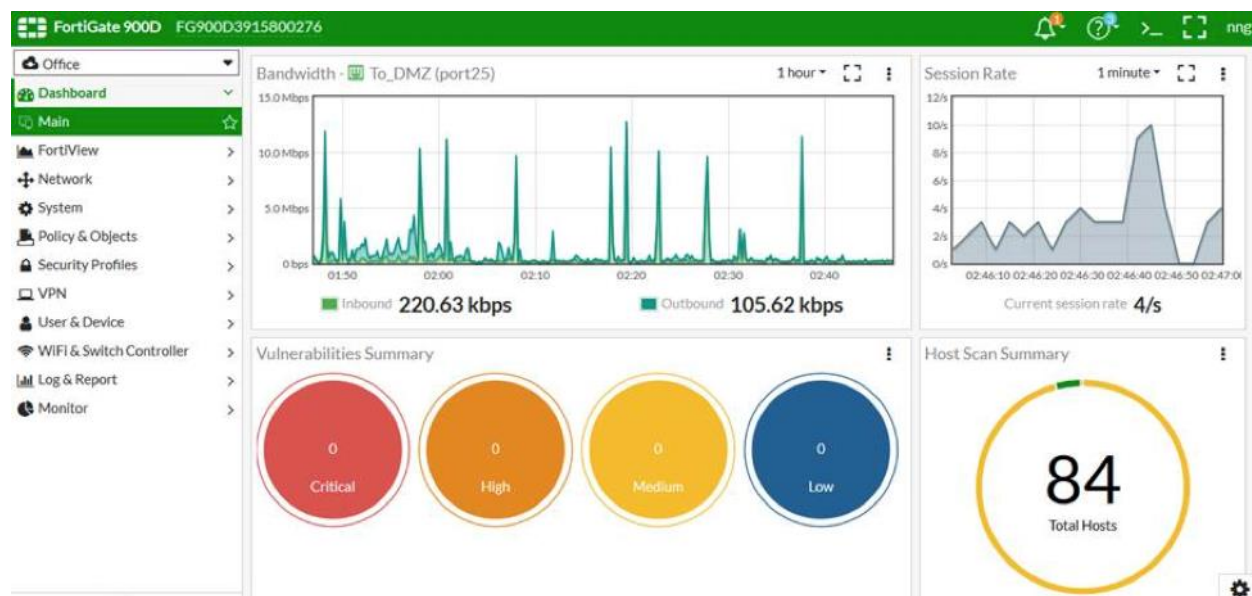 FortiGate 900D FG900D3915800276
1
3
>_
nng
Office
Dashboard
Main
FortiView
Network
System
Policy & Objects
Security Profiles
VPN
User & Device
WiFi & Switch Controller
Log & Report
Monitor
Bandwidth - To_DMZ (port25)
1 hour
15.0 Mbps
10.0 Mbps
5.0 Mbps
0 bps
01:50 02:00 02:10 02:20 02:30 02:40
Inbound 220.63 kbps
Outbound 105.62 kbps
Session Rate
1 minute
12/s
10/s
8/s
6/s
4/s
2/s
0/s
02:46:10 02:46:20 02:46:30 02:46:40 02:46:50 02:47:0
Current session rate 4/s
Vulnerabilities Summary
0
Critical
0
High
0
Medium
0
Low
Host Scan Summary
84
Total Hosts